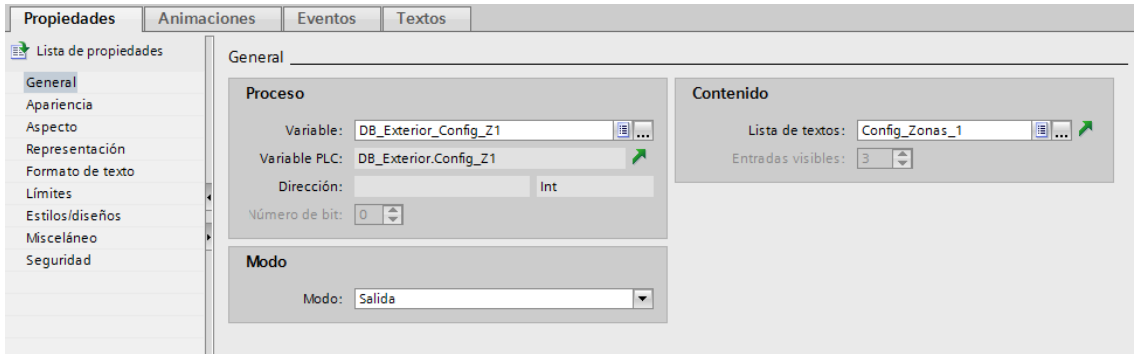 Propiedades
Animaciones
Eventos
Textos
Lista de propiedades
General
Apariencia
Aspecto
Representación
Formato de texto
Límites
Estilos/diseños
Misceláneo
Seguridad
General
Proceso
Variable: DB_Exterior_Config_Z1 ...
Variable PLC: DB_Exterior.Config_Z1
Dirección: Int
Número de bit: 0
Modo
Modo: Salida
Contenido
Lista de textos: Config_Zonas_1 ...
Entradas visibles: 3